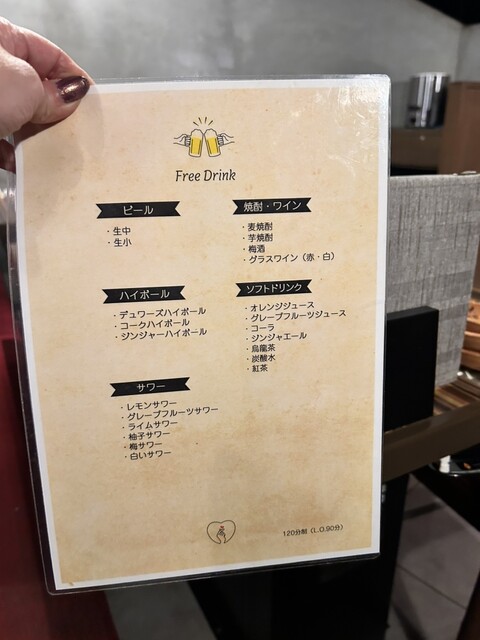 Free Drink
ビール
・生中
・生小
焼酎・ワイン
・麦焼酎
・芋焼酎
・梅酒
・グラスワイン（赤・白）
ハイボール
・デュワーズハイボール
・コークハイボール
・ジンジャーハイボール
ソフトドリンク
・オレンジジュース
・グレープフルーツジュース
・コーラ
・ジンジャエール
・烏龍茶
・炭酸水
・紅茶
サワー
・レモンサワー
・グレープフルーツサワー
・ライムサワー
・柚子サワー
・梅サワー
・白いサワー
120分制（L.O.90分）